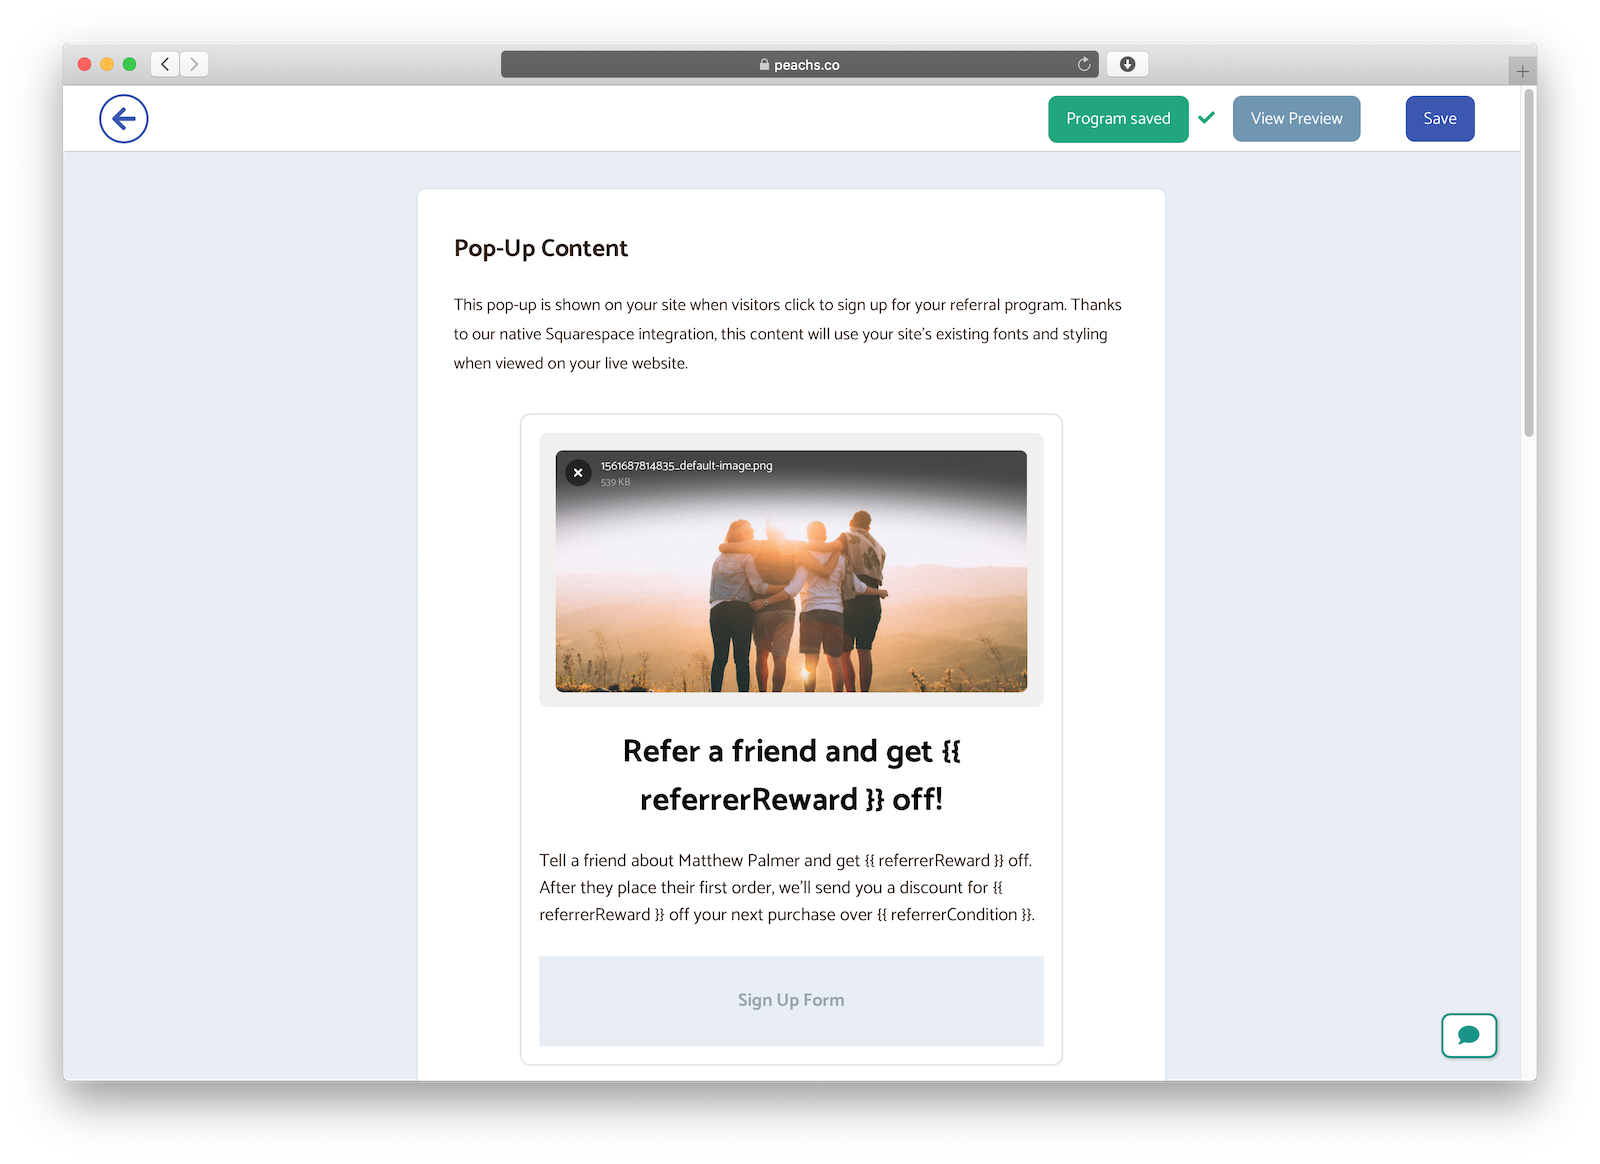 peachs.co
Program saved
View Preview
Save
Pop-Up Content
This pop-up is shown on your site when visitors click to sign up for your referral program. Thanks
to our native Squarespace integration, this content will use your site's existing fonts and styling
when viewed on your live website.
1561687814835_default-image.png
539 KB
Refer a friend and get {{
referrerReward }} off!
Tell a friend about Matthew Palmer and get {{ referrerReward }} off.
After they place their first order, we'll send you a discount for {{
referrerReward }} off your next purchase over {{ referrerCondition }}.
Sign Up Form